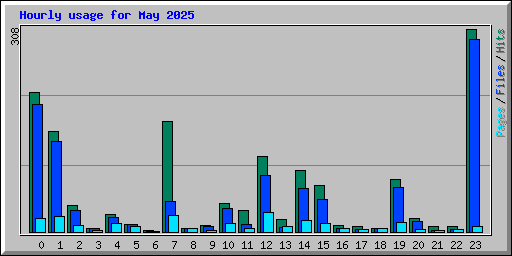 Hourly usage for May 2025
308
Pages / Files / Hits
0 1 2 3 4 5 6 7 8 9 10 11 12 13 14 15 16 17 18 19 20 21 22 23